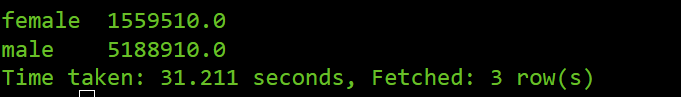 female  1559510.0
male    5188910.0
Time taken: 31.211 seconds, Fetched: 3 row(s)